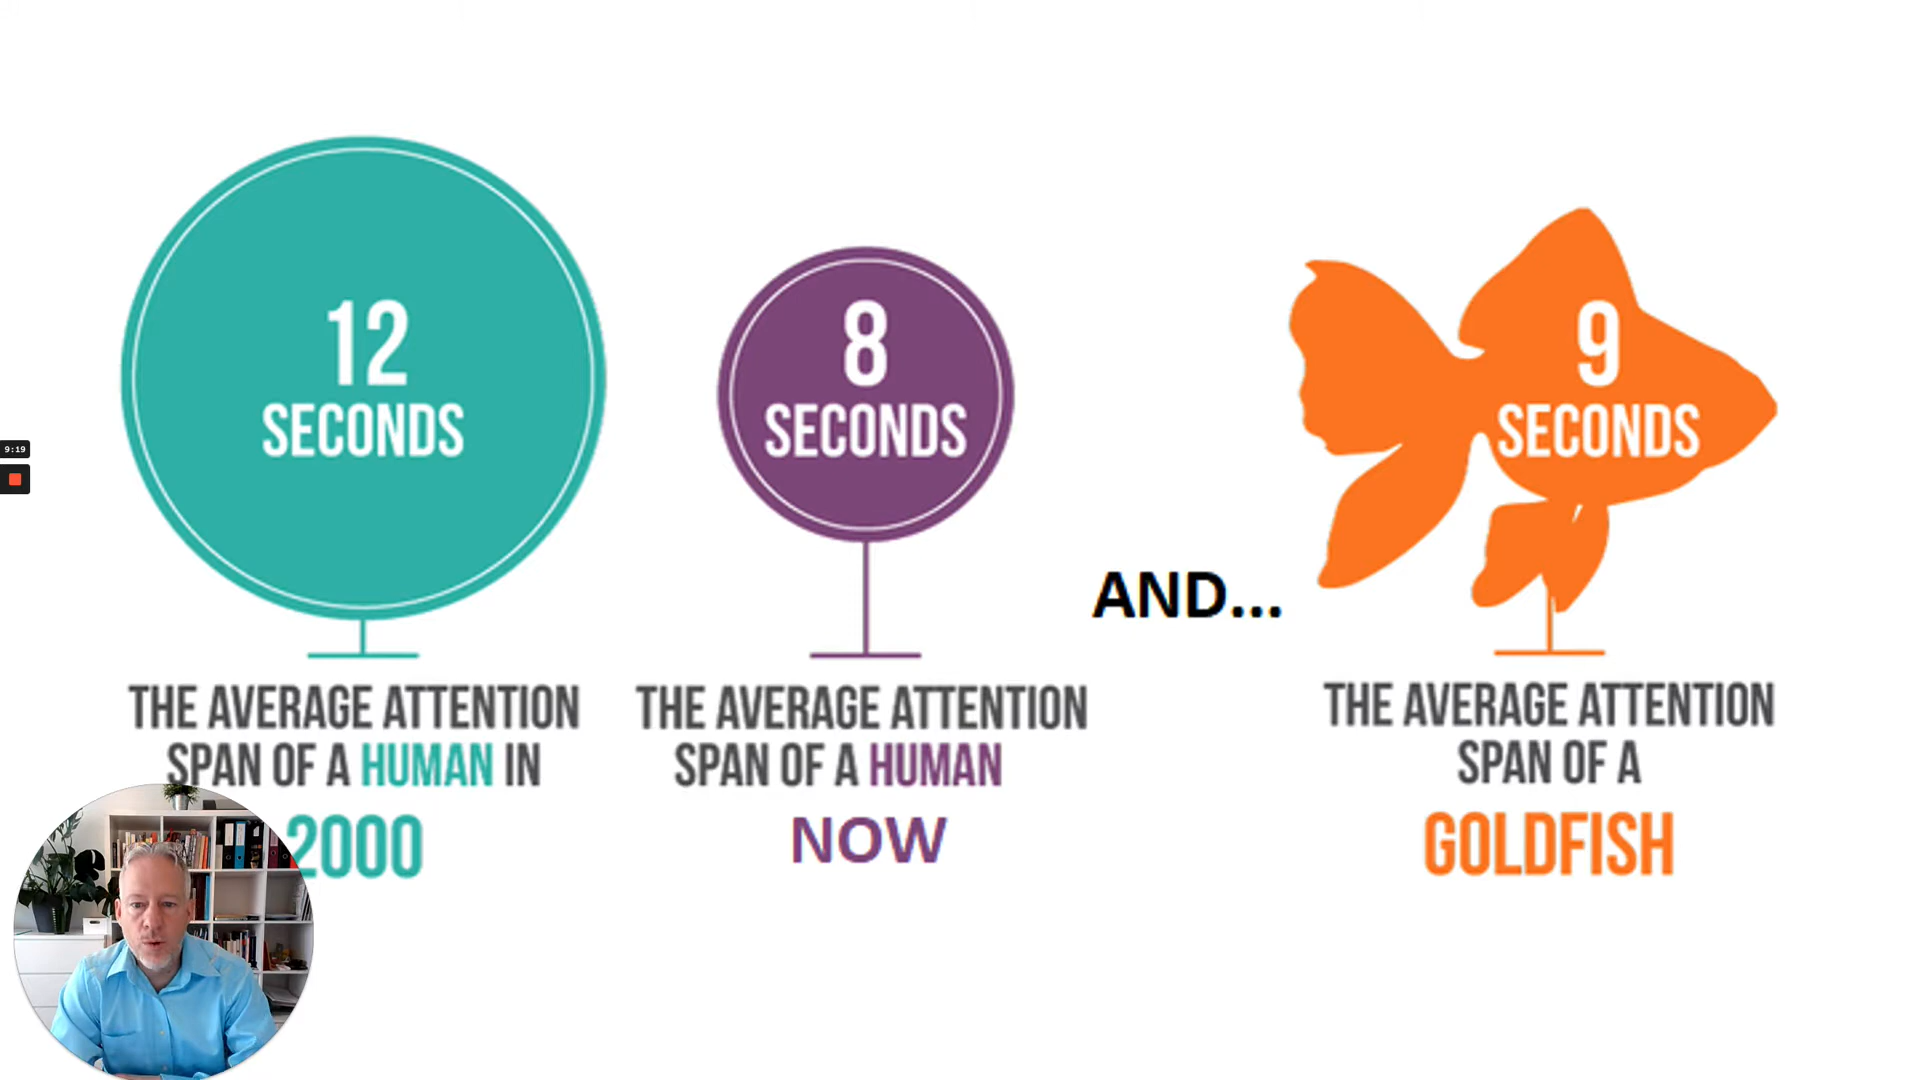 12
SECONDS
THE AVERAGE ATTENTION
SPAN OF A HUMAN IN
2000
8
SECONDS
THE AVERAGE ATTENTION
SPAN OF A HUMAN
NOW
AND...
9
SECONDS
THE AVERAGE ATTENTION
SPAN OF A
GOLDFISH
9:19